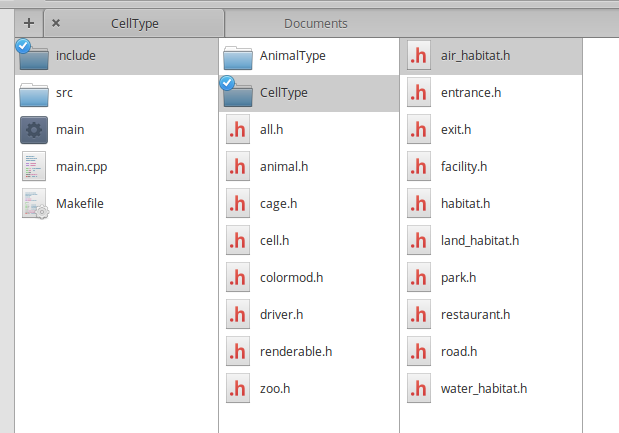 CellType
Documents
include
src
main
main.cpp
Makefile
AnimalType
CellType
.h all.h
.h animal.h
.h cage.h
.h cell.h
.h colormod.h
.h driver.h
.h renderable.h
.h zoo.h
.h air_habitat.h
.h entrance.h
.h exit.h
.h facility.h
.h habitat.h
.h land_habitat.h
.h park.h
.h restaurant.h
.h road.h
.h water_habitat.h